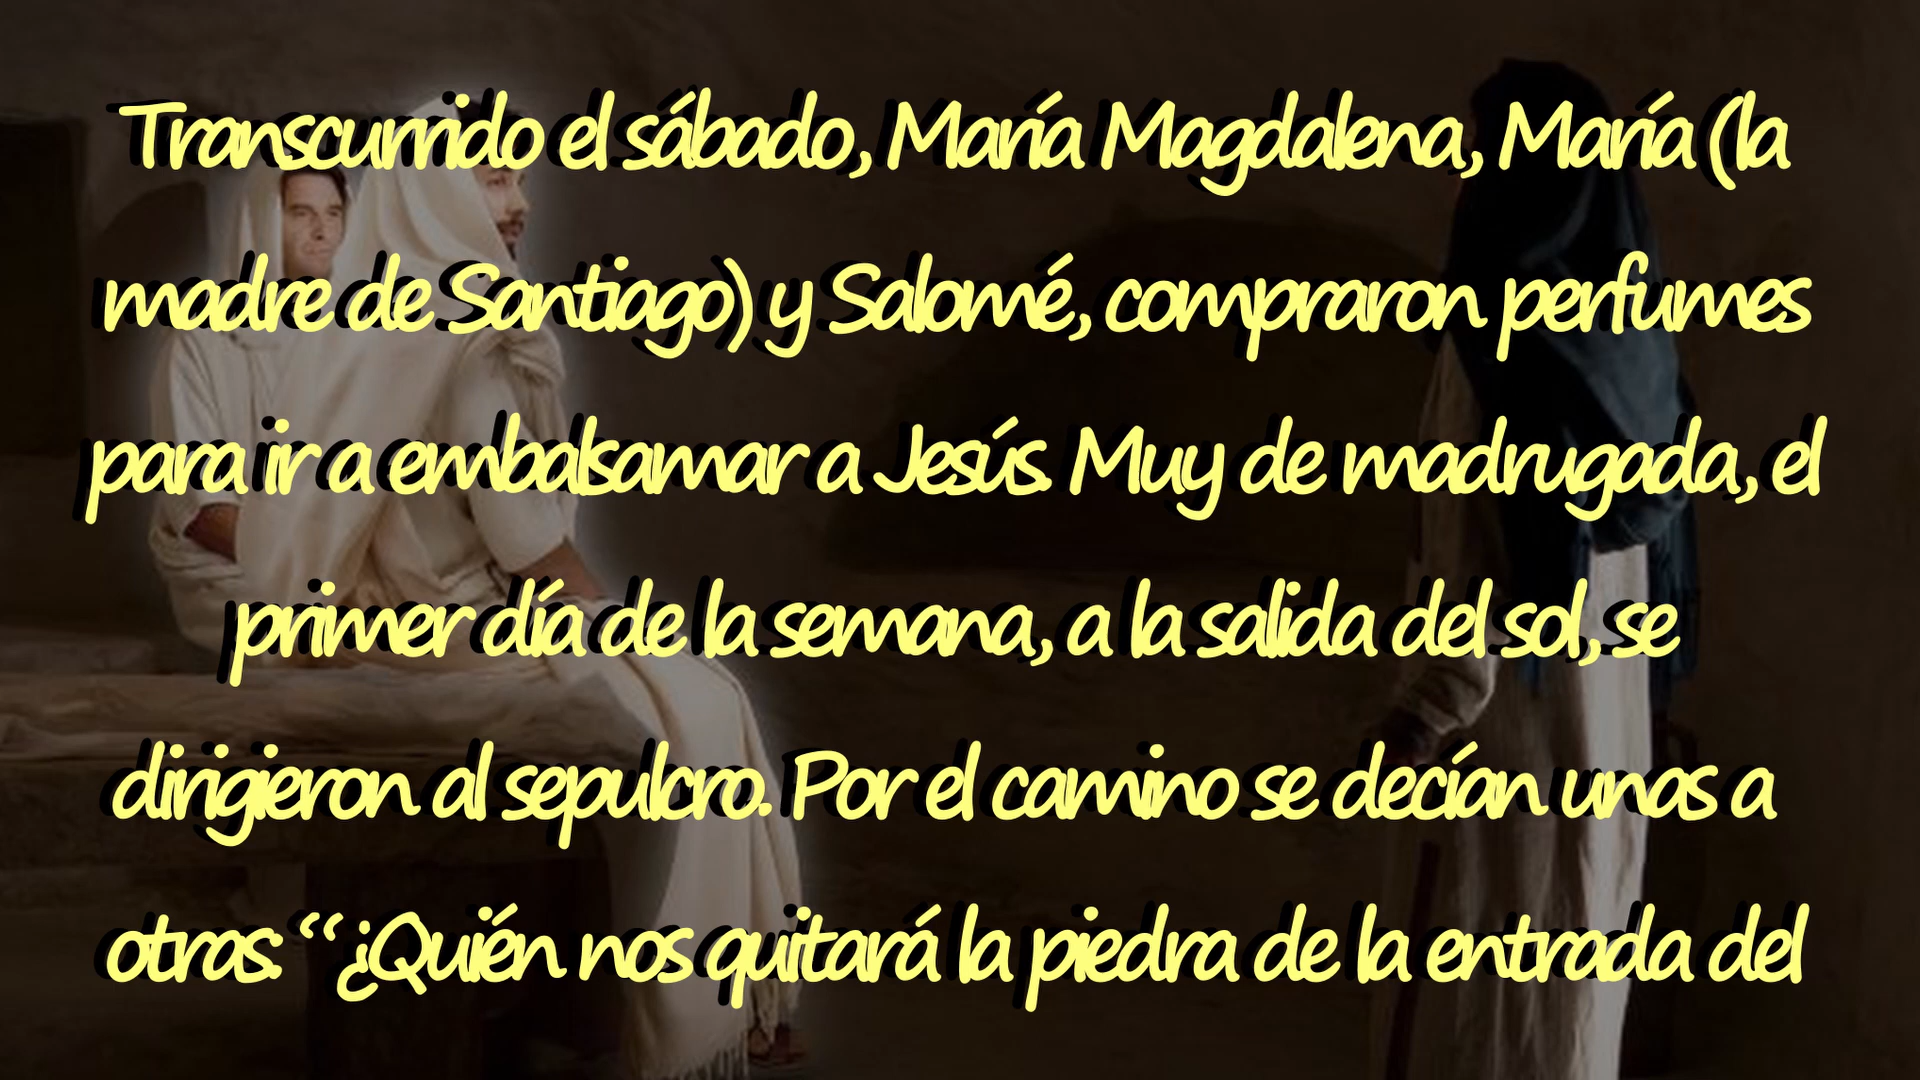 Transcurrido el sábado, María Magdalena, María (la
madre de Santiago) y Salomé, compraron perfumes
para ir a embalsamar a Jesús. Muy de madrugada, el
primer día de la semana, a la salida del sol, se
dirigieron al sepulcro. Por el camino se decían unas a
otras: “¿Quién nos quitará la piedra de la entrada del